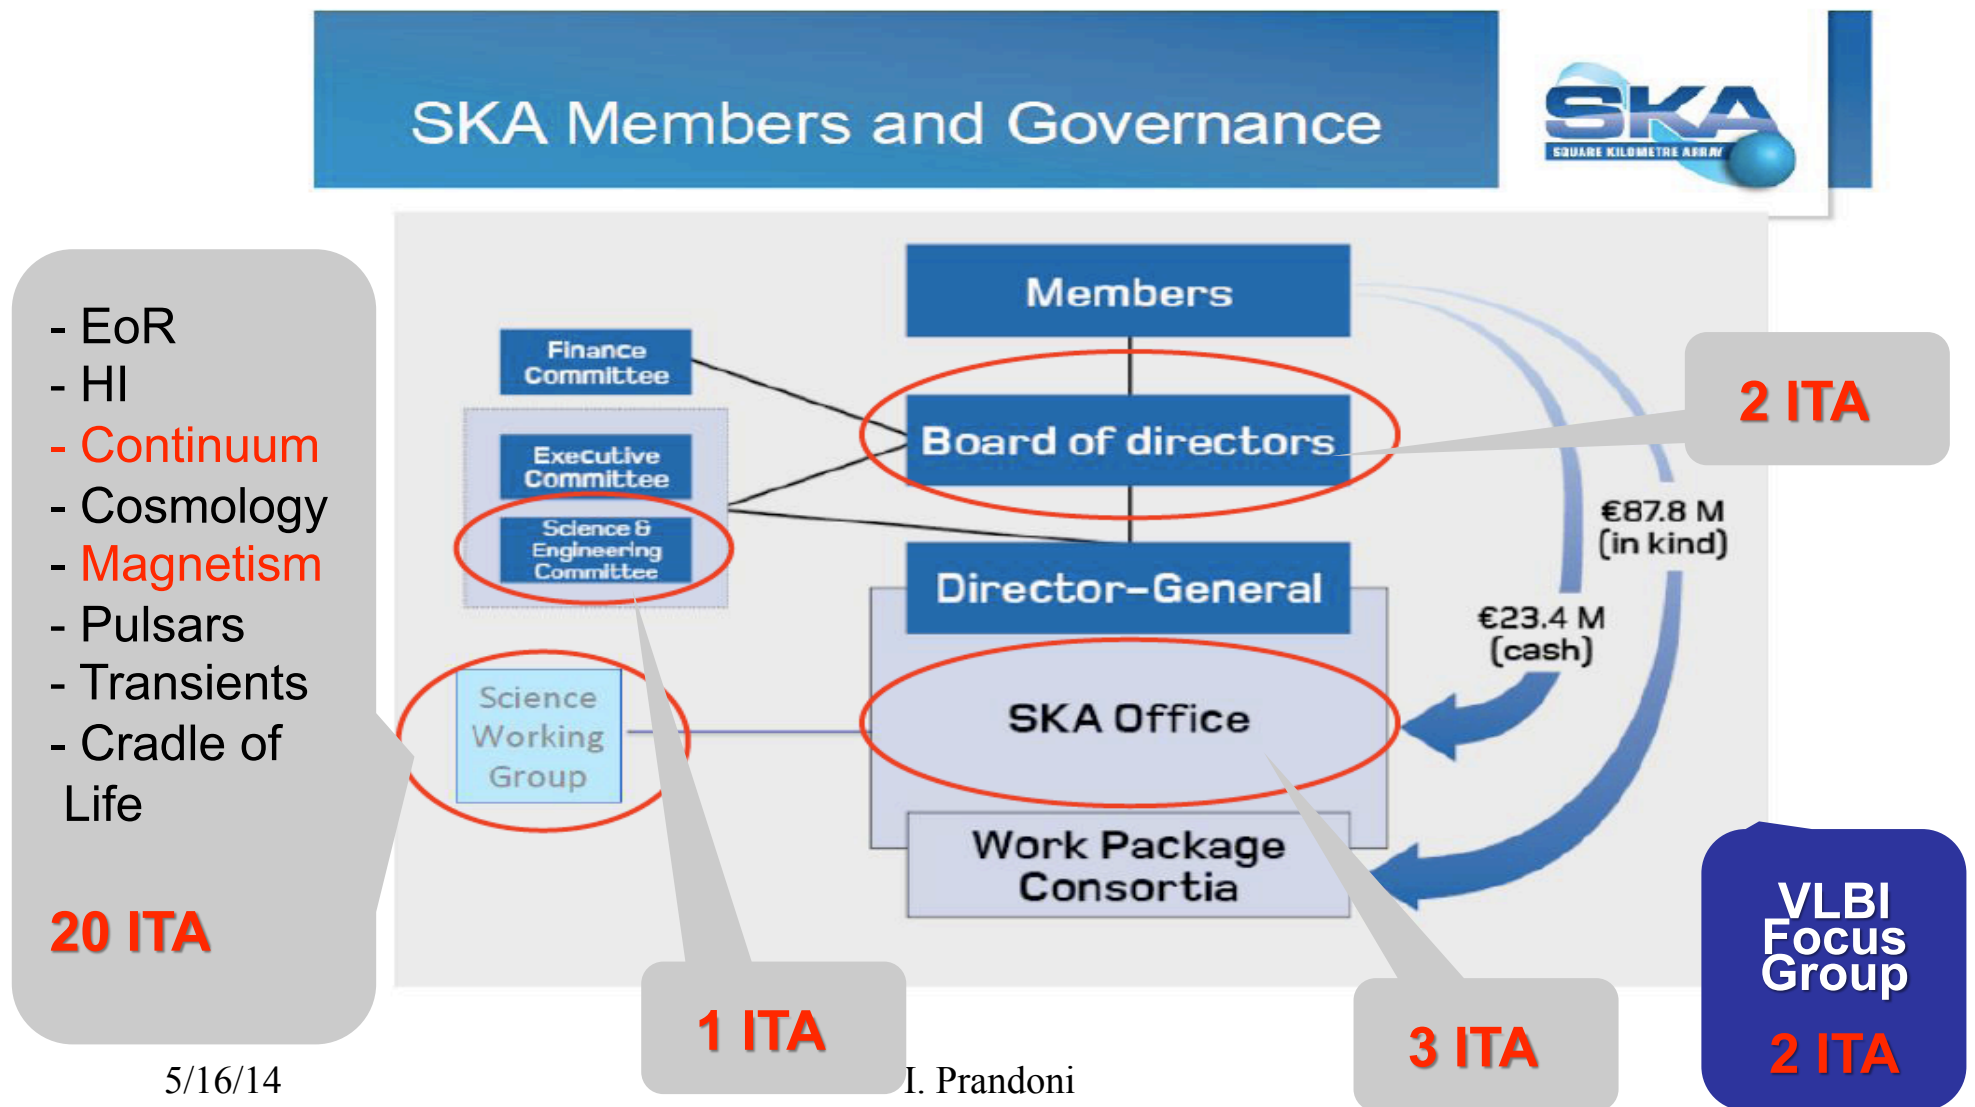 SKA Members and Governance
SKA
SQUARE KILOMETRE ARRAY
- EoR
- HI
- Continuum
- Cosmology
- Magnetism
- Pulsars
- Transients
- Cradle of
Life
20 ITA
Members
Finance
Committee
Board of directors
2 ITA
Executive
Committee
Science &
Engineering
Committee
€87.8 M
(in kind)
Director-General
€23.4 M
(cash)
Science
Working
Group
SKA Office
Work Package
Consortia
VLBI
Focus
Group
2 ITA
1 ITA
3 ITA
5/16/14
I. Prandoni